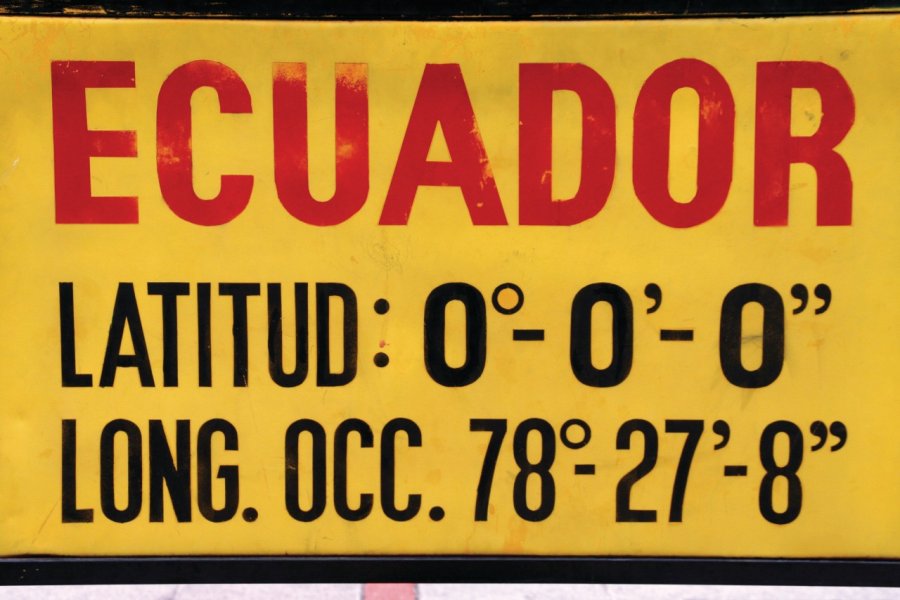 ECUADOR
LATITUD: 0°- 0’- 0”
LONG. OCC. 78°- 27’- 8”